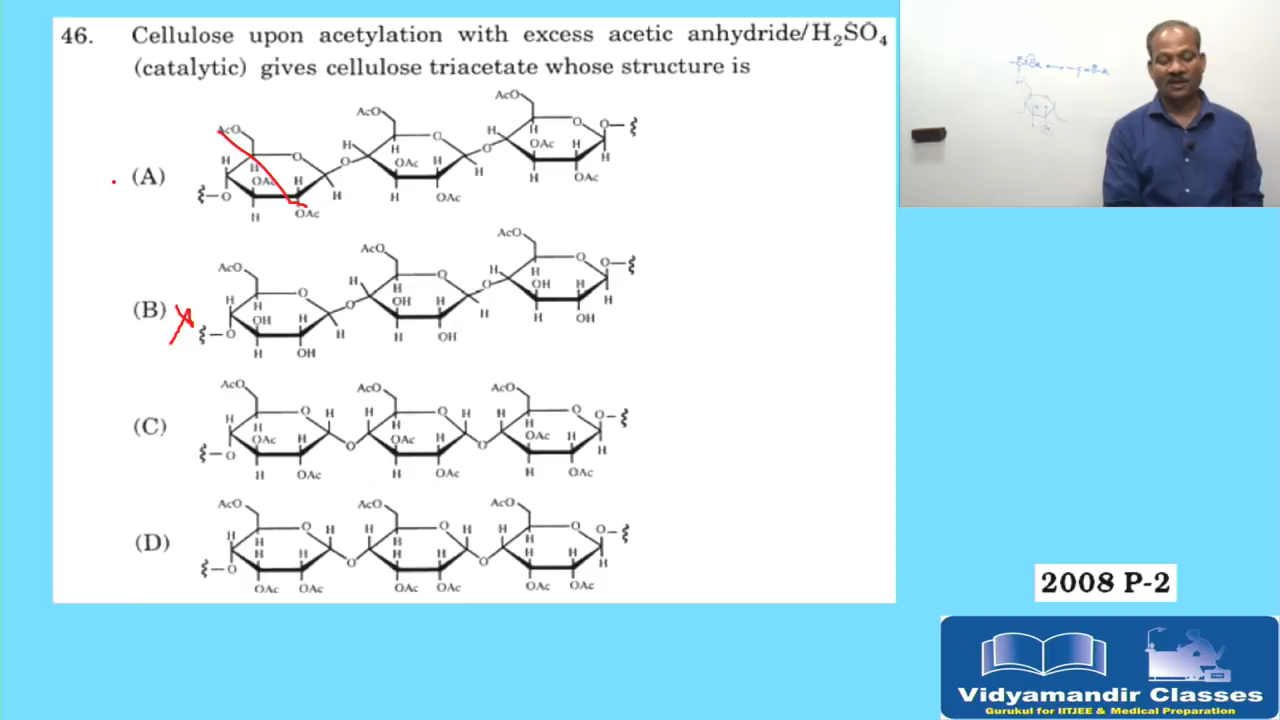 46. Cellulose upon acetylation with excess acetic anhydride/H₂SO₄
(catalytic) gives cellulose triacetate whose structure is
(A)
AcO AcO AcO
H H H H O O O
OAc H OAc H OAc H
O O O O
H OAc H H OAc H H OAc H
(B)
AcO AcO AcO
H H H H H H O O O
OH H OH H OH H
O O O O
H OH H H OH H H OH H
(C)
AcO AcO AcO
H H O H H H O H H H O
OAc H OAc H OAc H
O O O O
H OAc H OAc H OAc H
(D)
AcO AcO AcO
H H O H H H O H H H O
H H H H H H
O O O O
OAc OAc OAc OAc OAc OAc H
2008 P-2
Vidyamandir Classes
Gurukul for IITJEE & Medical Preparation